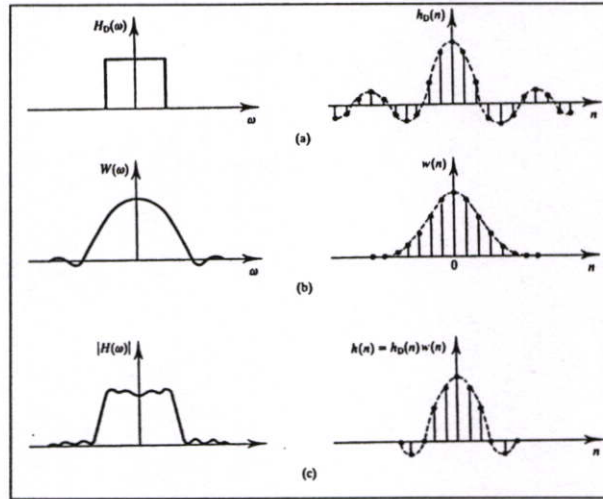 H_D(ω)
h_D(n)
ω
n
(a)
W(ω)
w(n)
ω
0
n
(b)
|H(ω)|
h(n) = h_D(n)w(n)
ω
n
(c)